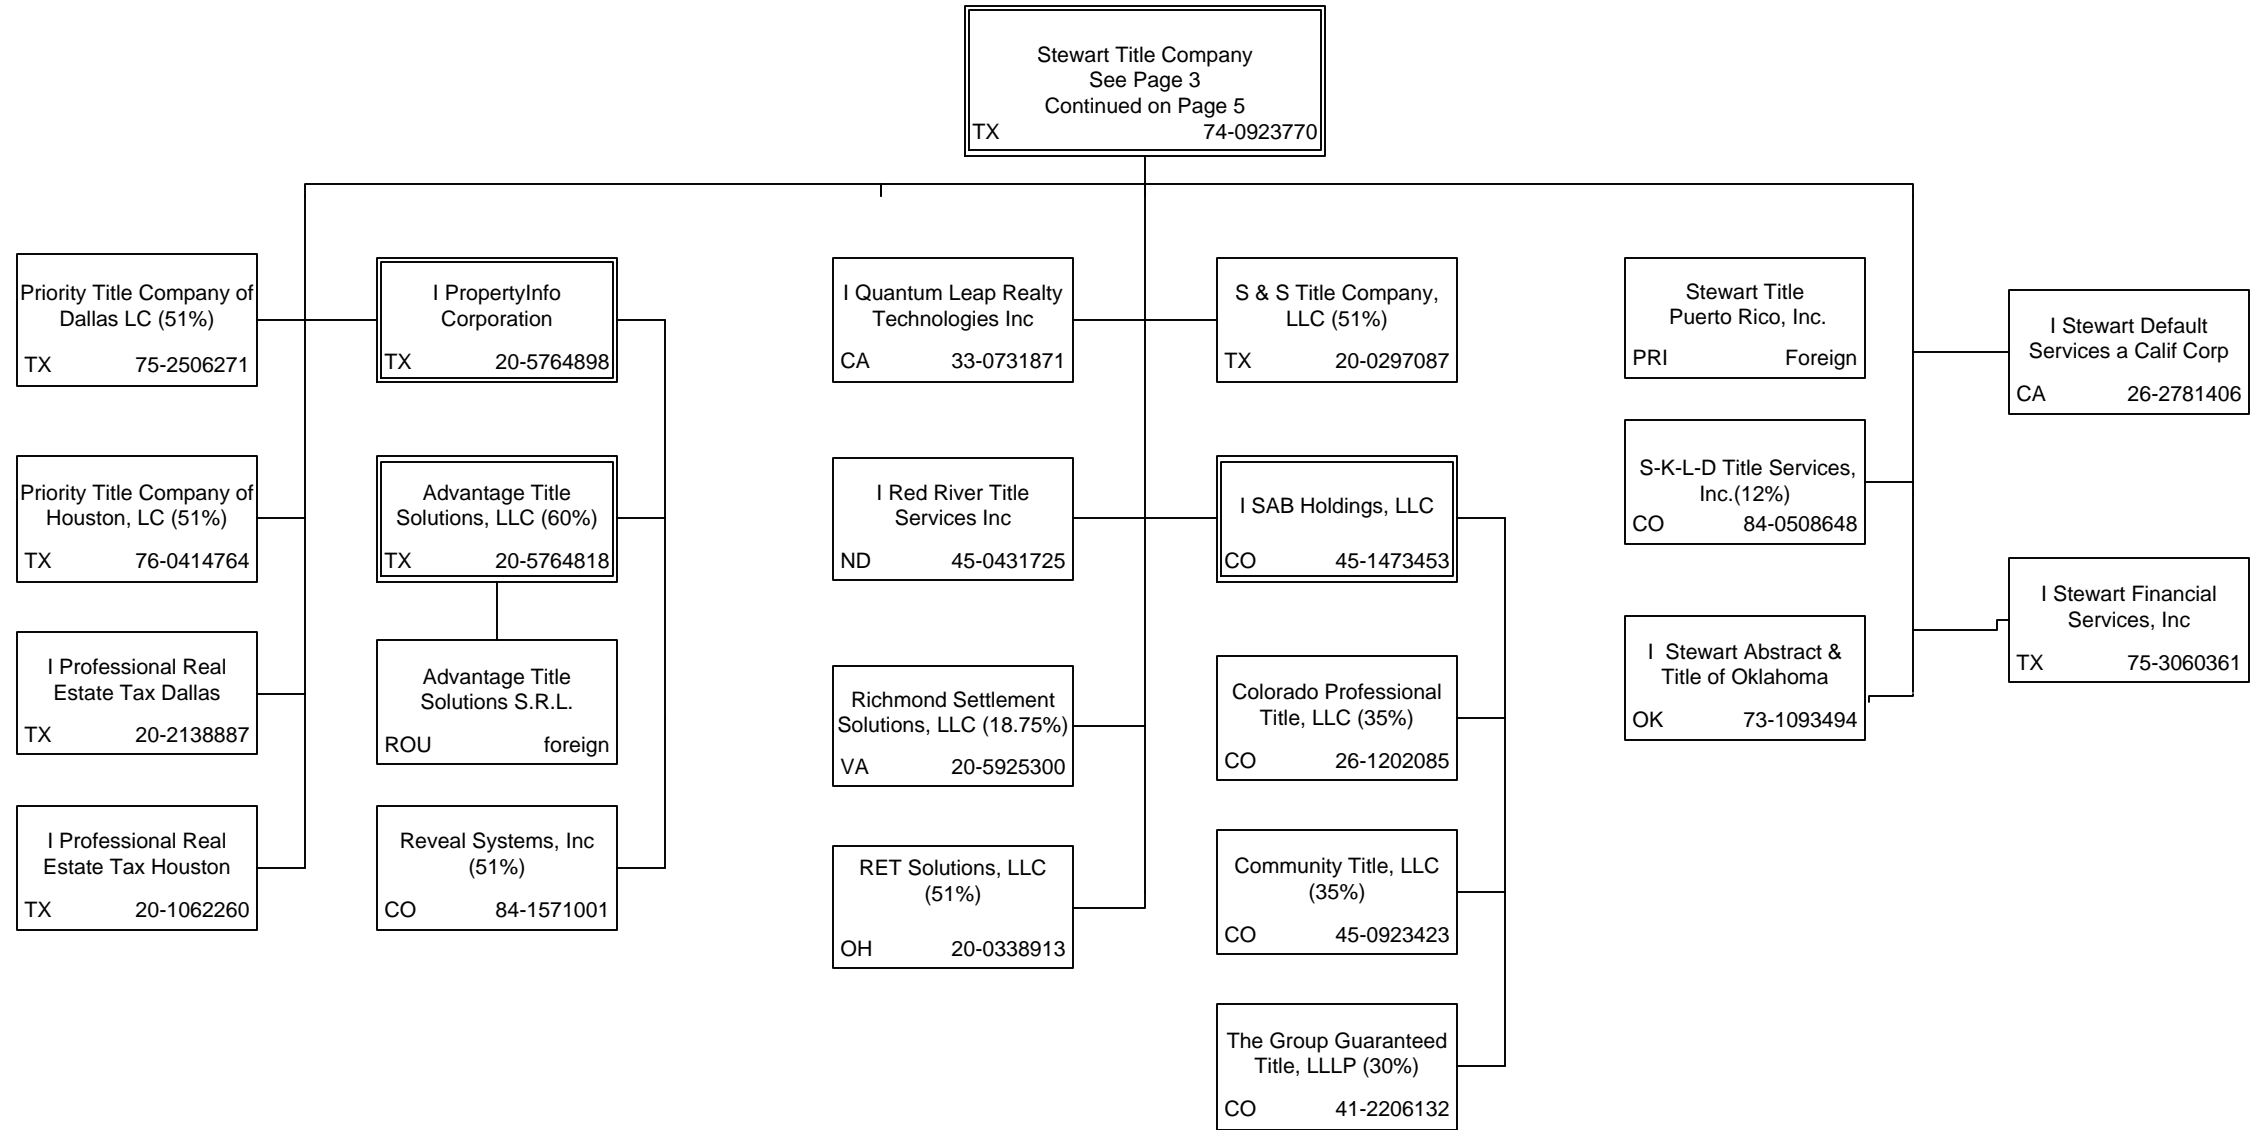 Stewart Title Company
See Page 3
Continued on Page 5
TX 74-0923770
Priority Title Company of
Dallas LC (51%)
TX 75-2506271
I PropertyInfo
Corporation
TX 20-5764898
I Quantum Leap Realty
Technologies Inc
CA 33-0731871
S & S Title Company,
LLC (51%)
TX 20-0297087
Stewart Title
Puerto Rico, Inc.
PRI Foreign
I Stewart Default
Services a Calif Corp
CA 26-2781406
Priority Title Company of
Houston, LC (51%)
TX 76-0414764
Advantage Title
Solutions, LLC (60%)
TX 20-5764818
I Red River Title
Services Inc
ND 45-0431725
I SAB Holdings, LLC
CO 45-1473453
S-K-L-D Title Services,
Inc.(12%)
CO 84-0508648
I Stewart Financial
Services, Inc
TX 75-3060361
I Professional Real
Estate Tax Dallas
TX 20-2138887
Advantage Title
Solutions S.R.L.
ROU foreign
Richmond Settlement
Solutions, LLC (18.75%)
VA 20-5925300
Colorado Professional
Title, LLC (35%)
CO 26-1202085
I Stewart Abstract &
Title of Oklahoma
OK 73-1093494
I Professional Real
Estate Tax Houston
TX 20-1062260
Reveal Systems, Inc
(51%)
CO 84-1571001
RET Solutions, LLC
(51%)
OH 20-0338913
Community Title, LLC
(35%)
CO 45-0923423
The Group Guaranteed
Title, LLLP (30%)
CO 41-2206132